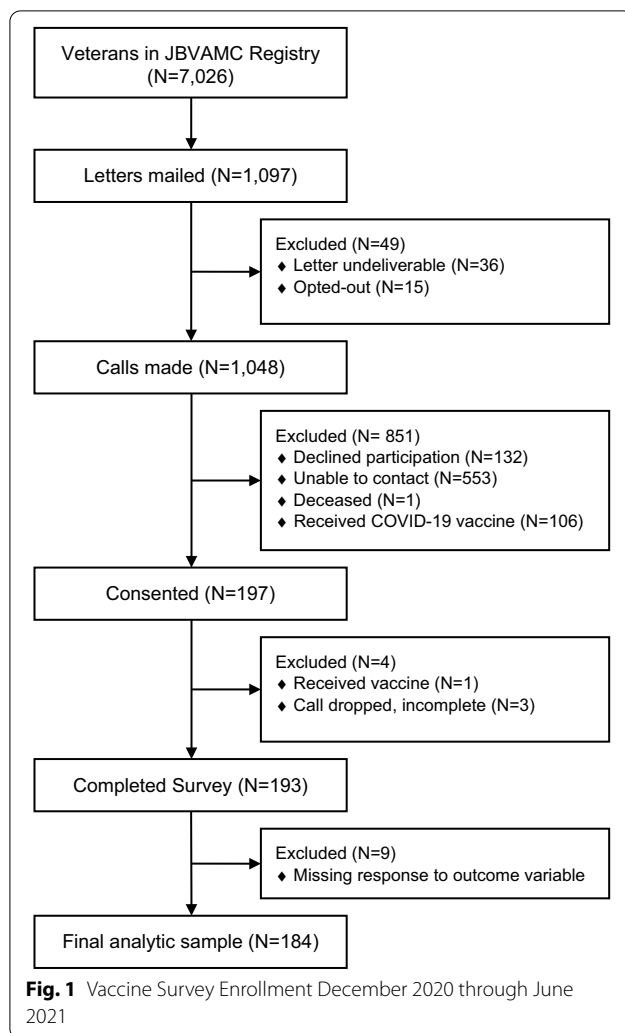 Veterans in JBVAMC Registry
(N=7,026)
Letters mailed (N=1,097)
Excluded (N=49)
♦ Letter undeliverable (N=36)
♦ Opted-out (N=15)
Calls made (N=1,048)
Excluded (N= 851)
♦ Declined participation (N=132)
♦ Unable to contact (N=553)
♦ Deceased (N=1)
♦ Received COVID-19 vaccine (N=106)
Consented (N=197)
Excluded (N=4)
♦ Received vaccine (N=1)
♦ Call dropped, incomplete (N=3)
Completed Survey (N=193)
Excluded (N=9)
♦ Missing response to outcome variable
Final analytic sample (N=184)
Fig. 1 Vaccine Survey Enrollment December 2020 through June
2021